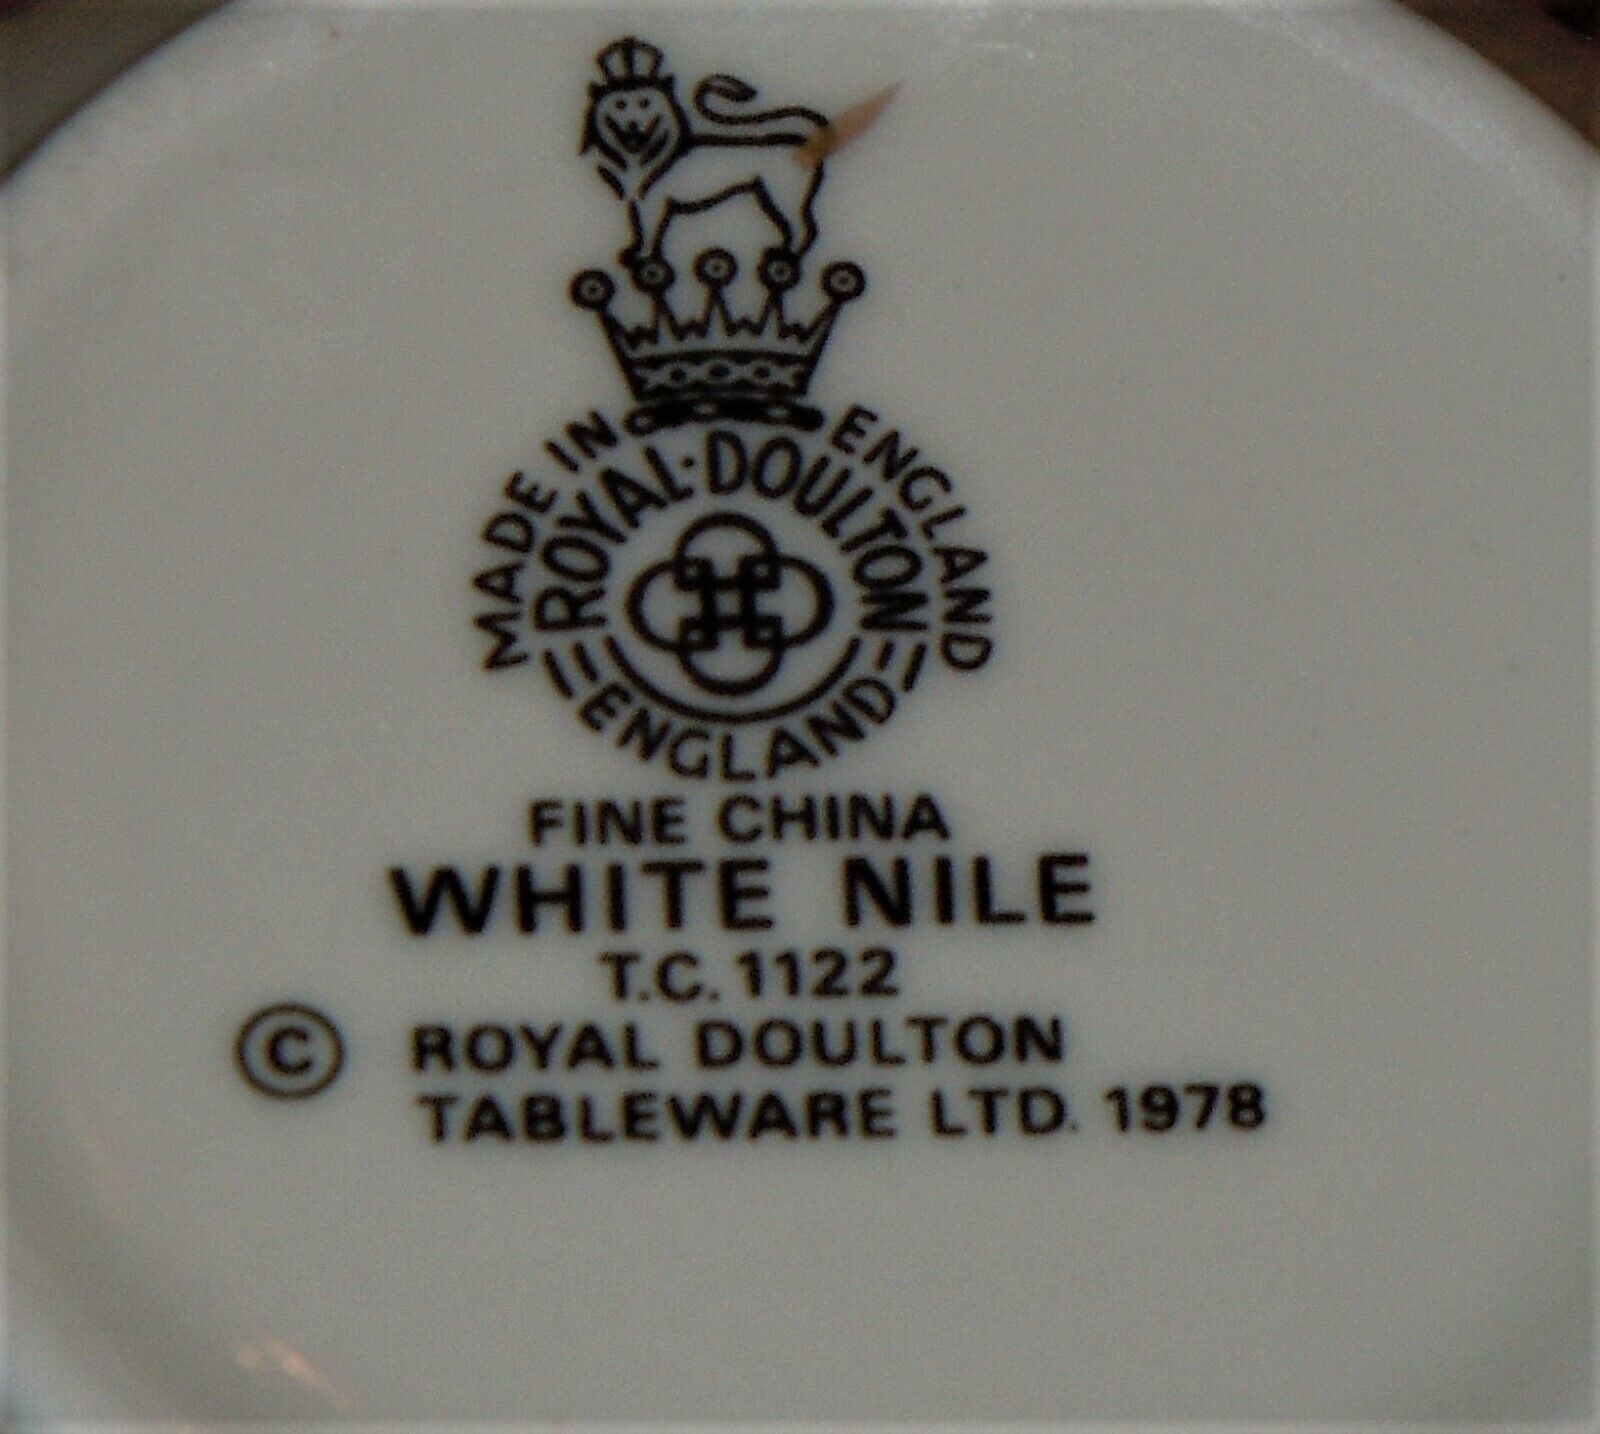 MADE IN ENGLAND
ROYAL·DOULTON
ENGLAND
FINE CHINA
WHITE NILE
T.C. 1122
© ROYAL DOULTON
TABLEWARE LTD. 1978